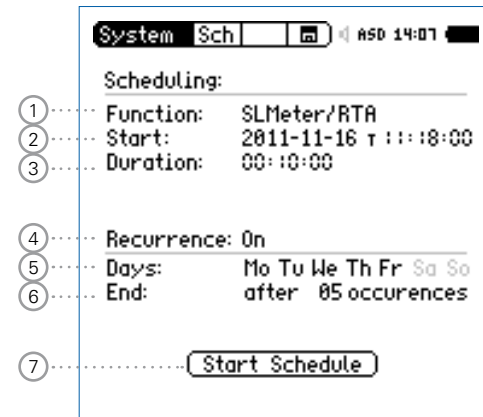 System Sch ASD 14:07
Scheduling:
1 Function: SLMeter/RTA
2 Start: 2011-11-16 T 11:18:00
3 Duration: 00:10:00
4 Recurrence: On
5 Days: Mo Tu We Th Fr Sa So
6 End: after 05 occurences
7 Start Schedule